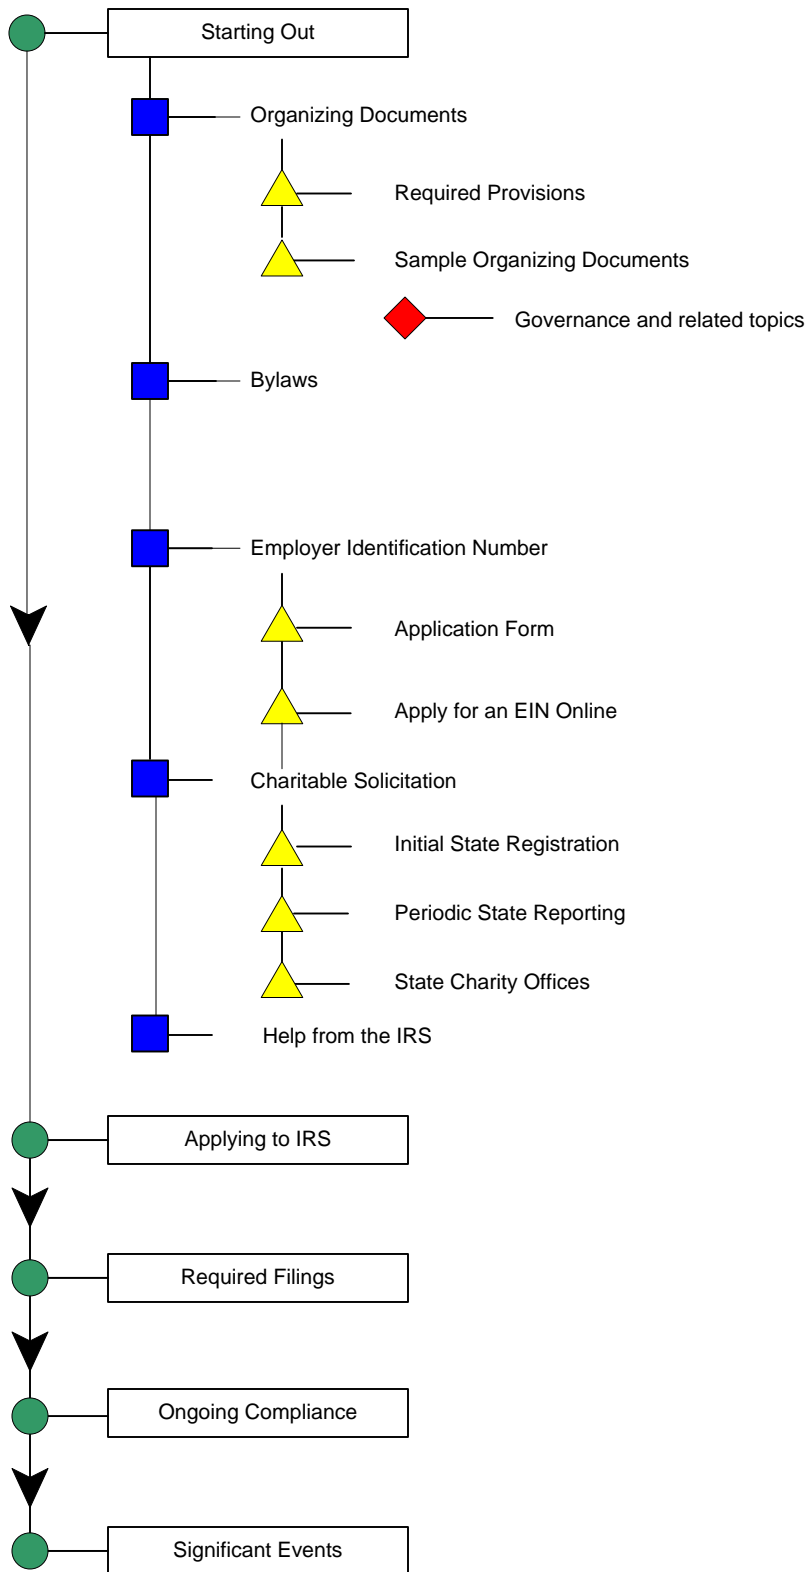 Starting Out
Organizing Documents
Required Provisions
Sample Organizing Documents
Governance and related topics
Bylaws
Employer Identification Number
Application Form
Apply for an EIN Online
Charitable Solicitation
Initial State Registration
Periodic State Reporting
State Charity Offices
Help from the IRS
Applying to IRS
Required Filings
Ongoing Compliance
Significant Events